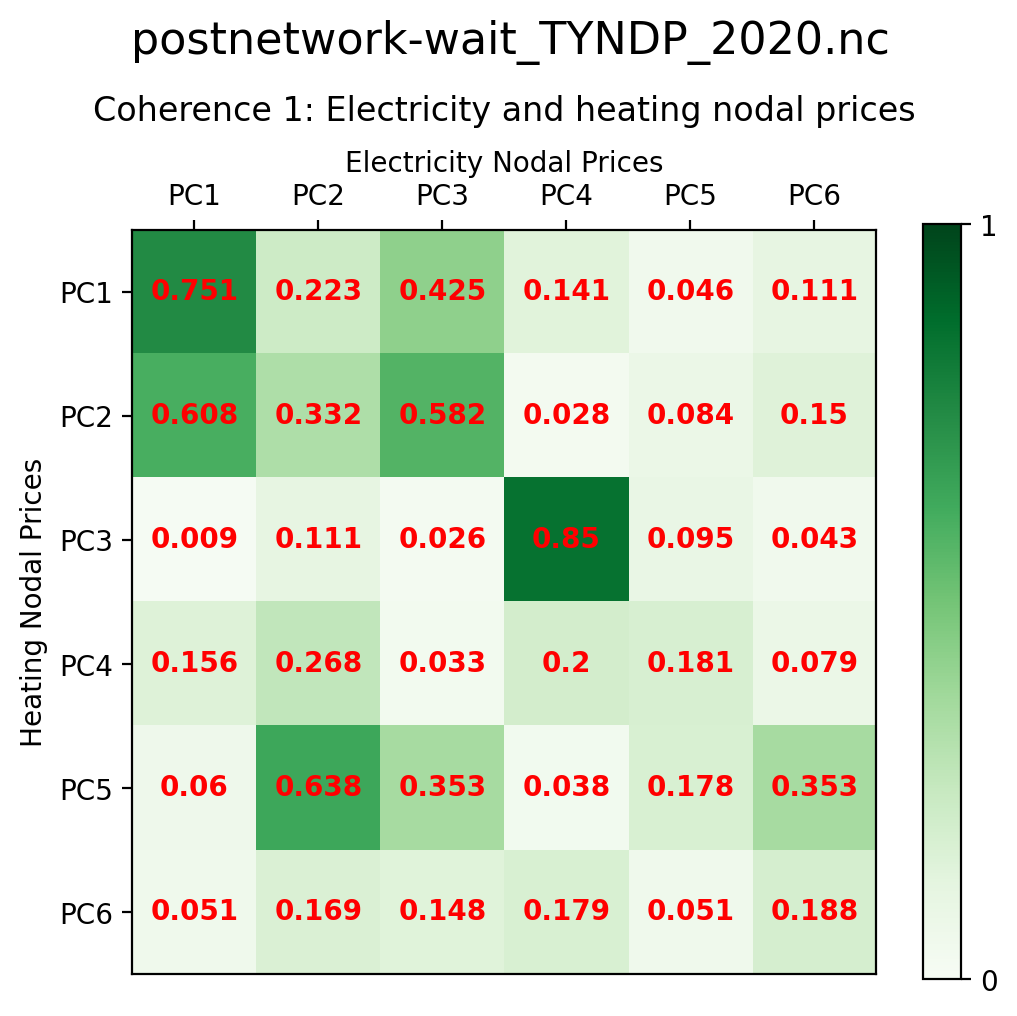 postnetwork-wait_TYNDP_2020.nc
Coherence 1: Electricity and heating nodal prices
Electricity Nodal Prices
PC1 PC2 PC3 PC4 PC5 PC6
1
PC1 0.751 0.223 0.425 0.141 0.046 0.111
PC2 0.608 0.332 0.582 0.028 0.084 0.15
Heating Nodal Prices
PC3 0.009 0.111 0.026 0.85 0.095 0.043
PC4 0.156 0.268 0.033 0.2 0.181 0.079
PC5 0.06 0.638 0.353 0.038 0.178 0.353
PC6 0.051 0.169 0.148 0.179 0.051 0.188
0